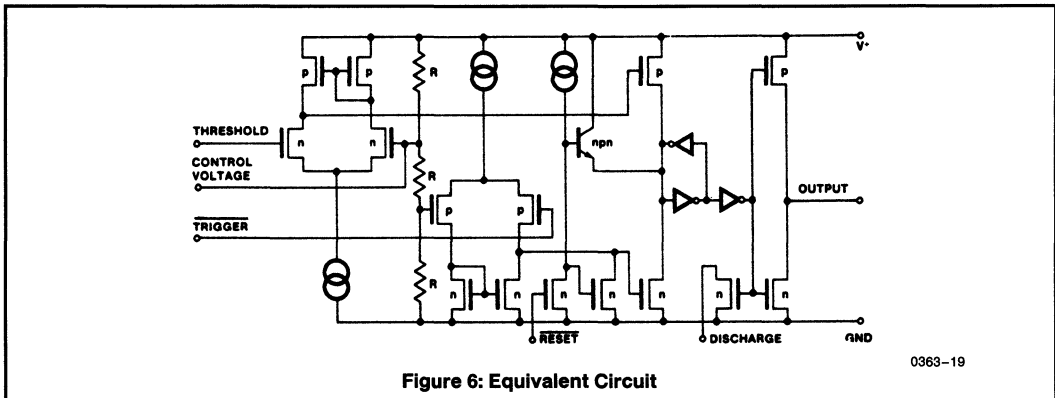 V+
p
p
R
p
p
THRESHOLD
n
n
npn
CONTROL
VOLTAGE
R
OUTPUT
p
p
TRIGGER
R
n
n
n
n
n
n
n
RESET
DISCHARGE
GND
0363-19
Figure 6: Equivalent Circuit